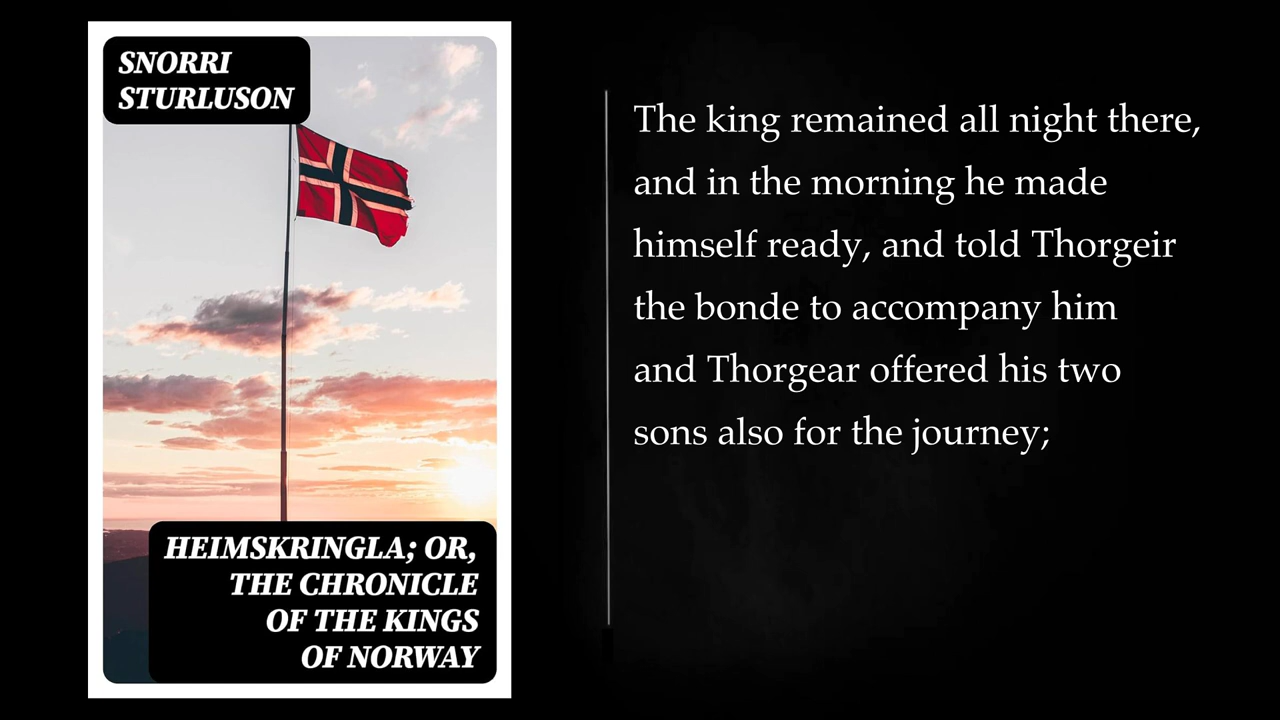 SNORRI
STURLUSON
HEIMSKRINGLA; OR,
THE CHRONICLE
OF THE KINGS
OF NORWAY
The king remained all night there,
and in the morning he made
himself ready, and told Thorgeir
the bonde to accompany him
and Thorgear offered his two
sons also for the journey;